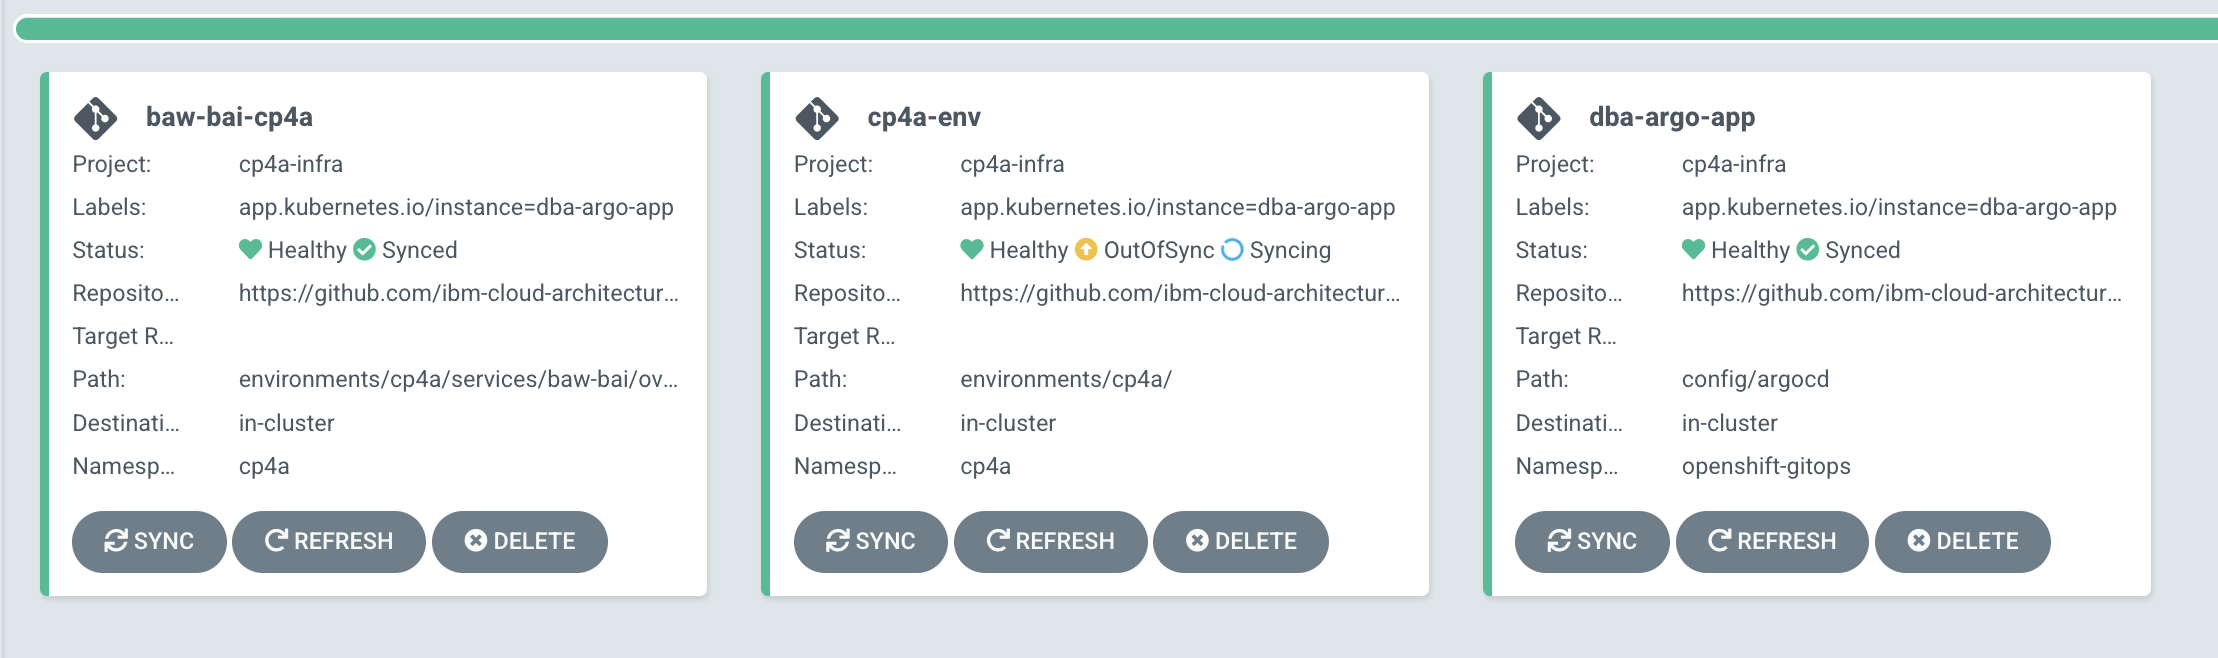 baw-bai-cp4a
Project: cp4a-infra
Labels: app.kubernetes.io/instance=dba-argo-app
Status: Healthy Synced
Reposito... https://github.com/ibm-cloud-architectur...
Target R...
Path: environments/cp4a/services/baw-bai/ov...
Destinati... in-cluster
Namesp... cp4a
SYNC REFRESH DELETE
cp4a-env
Project: cp4a-infra
Labels: app.kubernetes.io/instance=dba-argo-app
Status: Healthy OutOfSync Syncing
Reposito... https://github.com/ibm-cloud-architectur...
Target R...
Path: environments/cp4a/
Destinati... in-cluster
Namesp... cp4a
SYNC REFRESH DELETE
dba-argo-app
Project: cp4a-infra
Labels: app.kubernetes.io/instance=dba-argo-app
Status: Healthy Synced
Reposito... https://github.com/ibm-cloud-architectur...
Target R...
Path: config/argocd
Destinati... in-cluster
Namesp... openshift-gitops
SYNC REFRESH DELETE